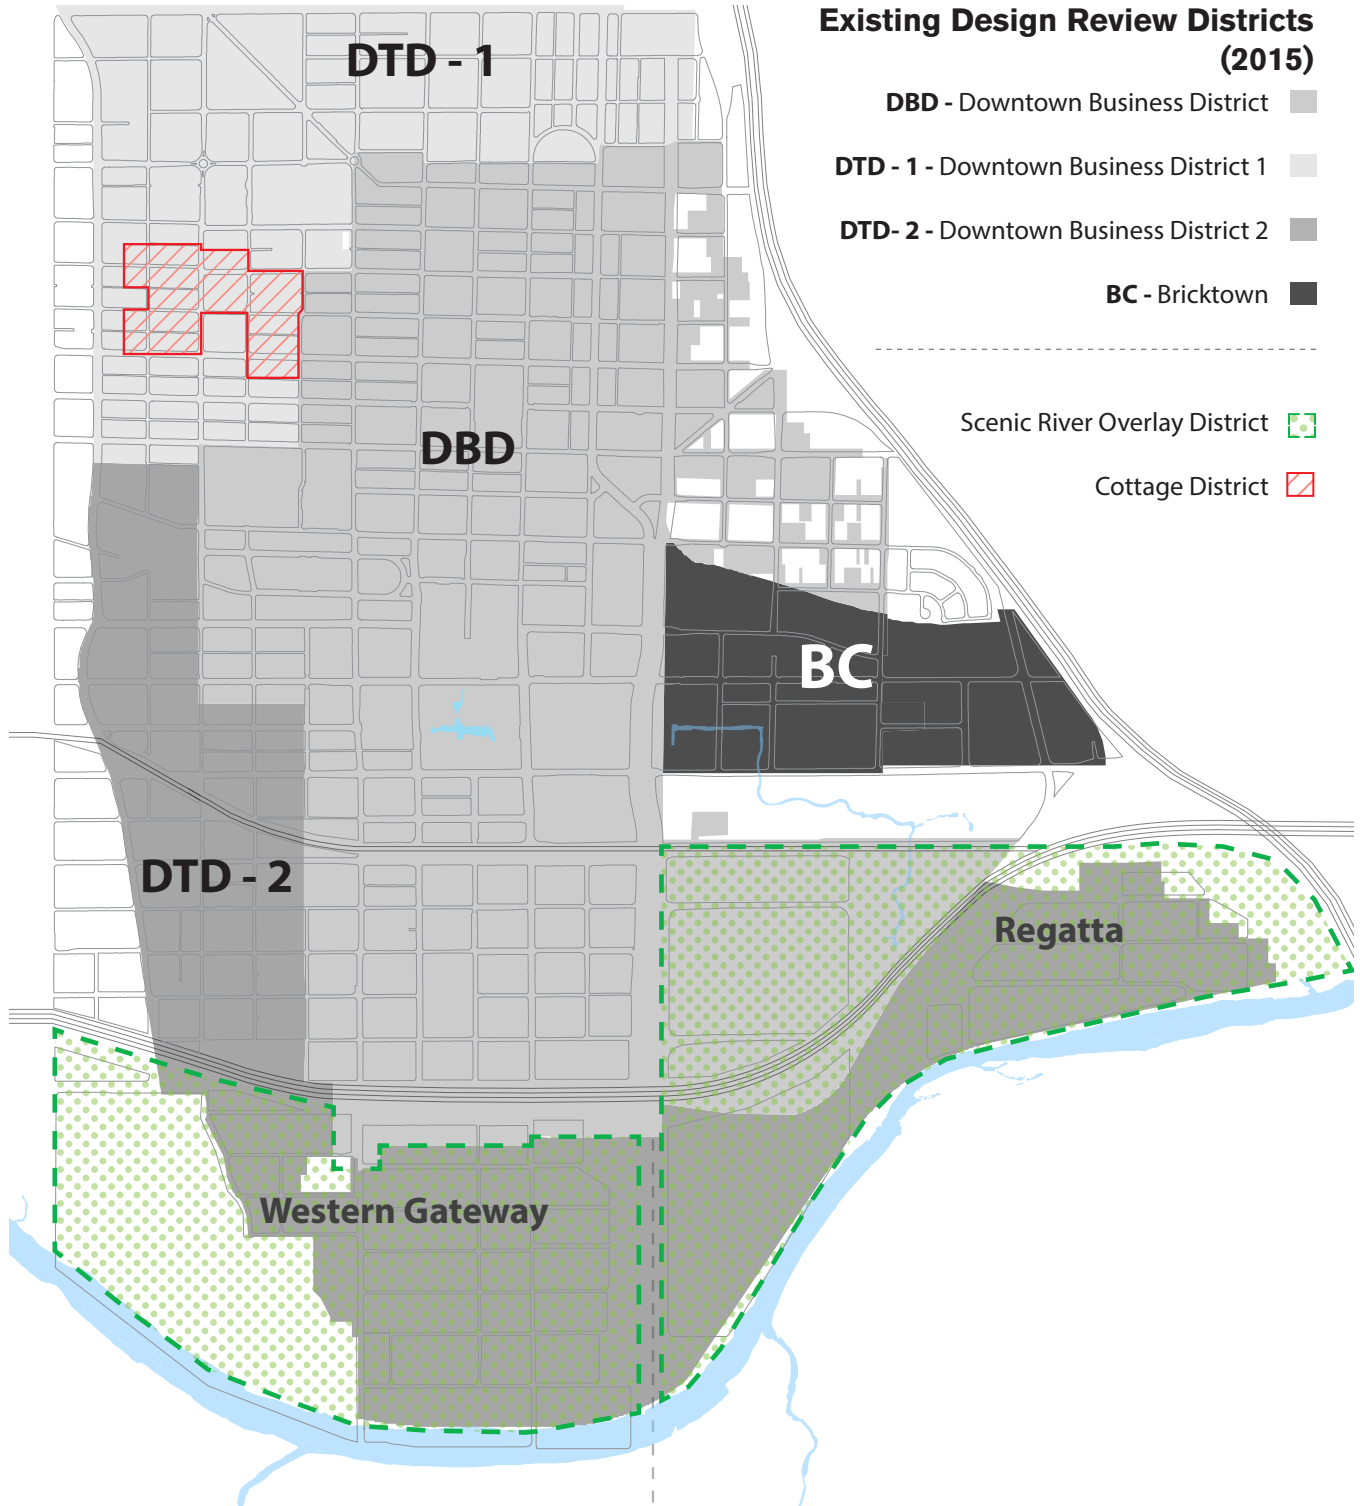 Existing Design Review Districts
(2015)
DBD - Downtown Business District
DTD - 1 - Downtown Business District 1
DTD- 2 - Downtown Business District 2
BC - Bricktown
Scenic River Overlay District
Cottage District
DTD - 1
DBD
BC
DTD - 2
Regatta
Western Gateway